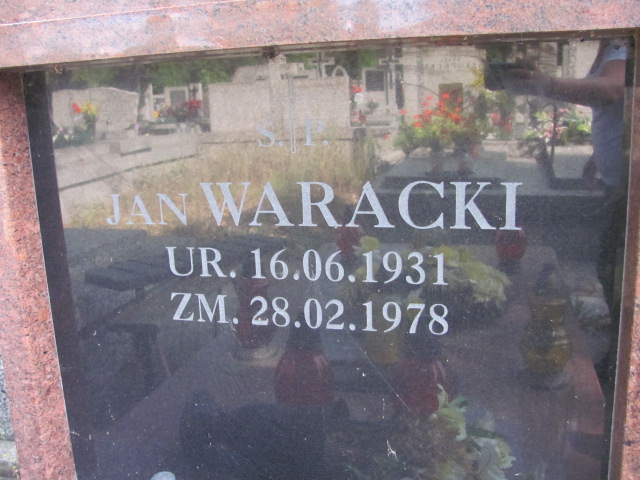 Ś.P.
JAN WARACKI
UR. 16.06.1931
ZM. 28.02.1978